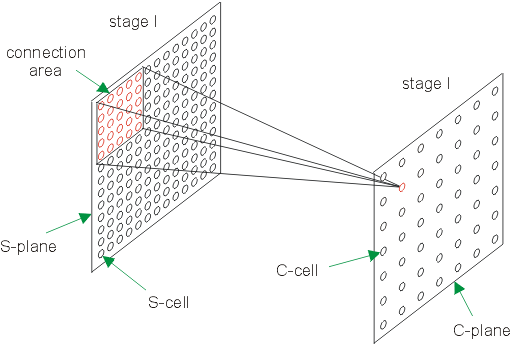 stage l
connection
area
stage l
S-plane
C-cell
S-cell
C-plane